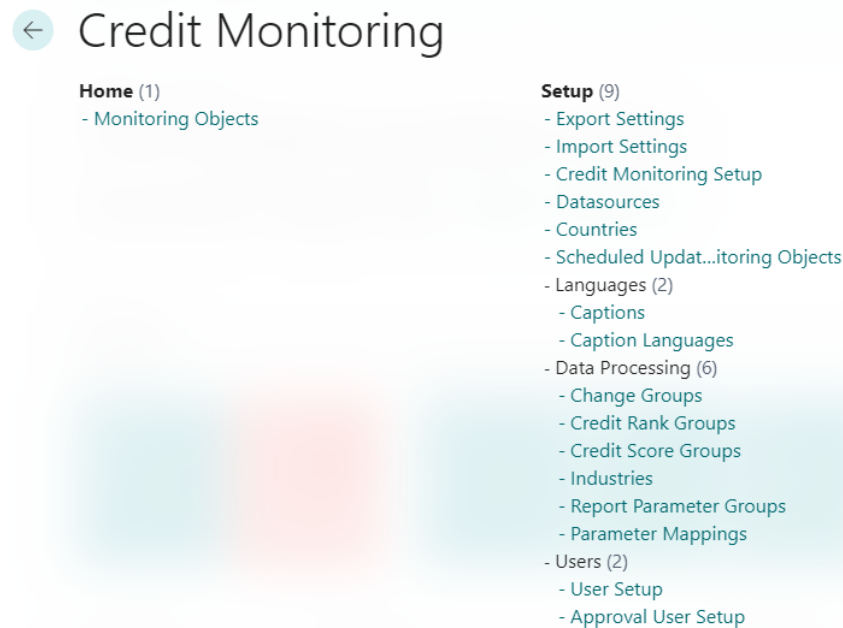 Credit Monitoring
Home (1)
- Monitoring Objects
Setup (9)
- Export Settings
- Import Settings
- Credit Monitoring Setup
- Datasources
- Countries
- Scheduled Updat...itoring Objects
- Languages (2)
- Captions
- Caption Languages
- Data Processing (6)
- Change Groups
- Credit Rank Groups
- Credit Score Groups
- Industries
- Report Parameter Groups
- Parameter Mappings
- Users (2)
- User Setup
- Approval User Setup